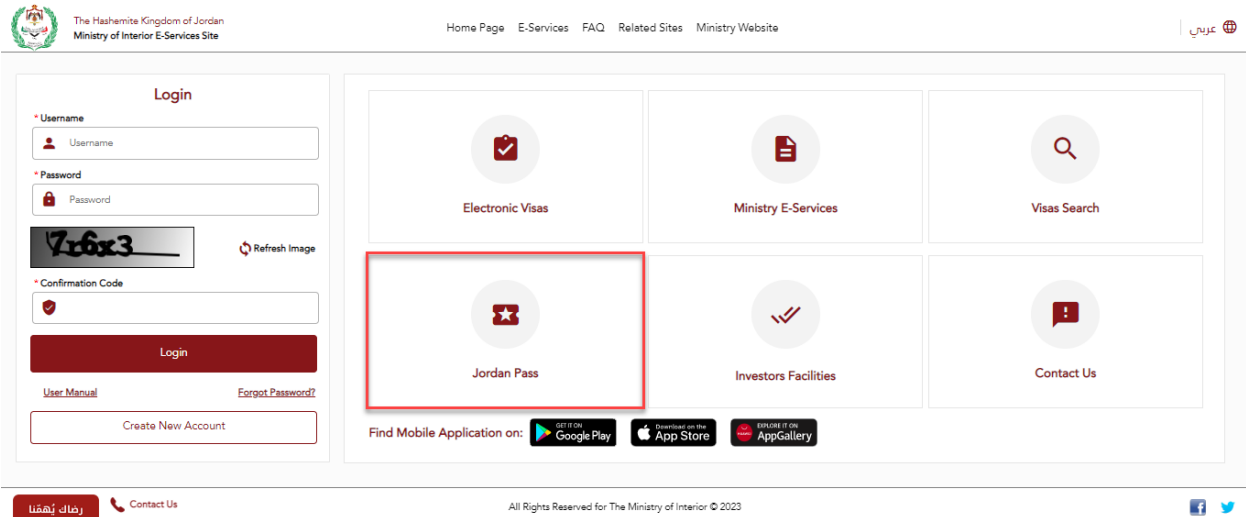 The Hashemite Kingdom of Jordan
Ministry of Interior E-Services Site
Home Page E-Services FAQ Related Sites Ministry Website
عربي
Login
* Username
Username
* Password
Password
7r6x3
Refresh Image
* Confirmation Code
Login
User Manual
Forgot Password?
Create New Account
Electronic Visas
Ministry E-Services
Visas Search
Jordan Pass
Investors Facilities
Contact Us
Find Mobile Application on:
GET IT ON
Google Play
Download on the
App Store
EXPLORE IT ON
AppGallery
رضاك يُهمّنا
Contact Us
All Rights Reserved for The Ministry of Interior © 2023